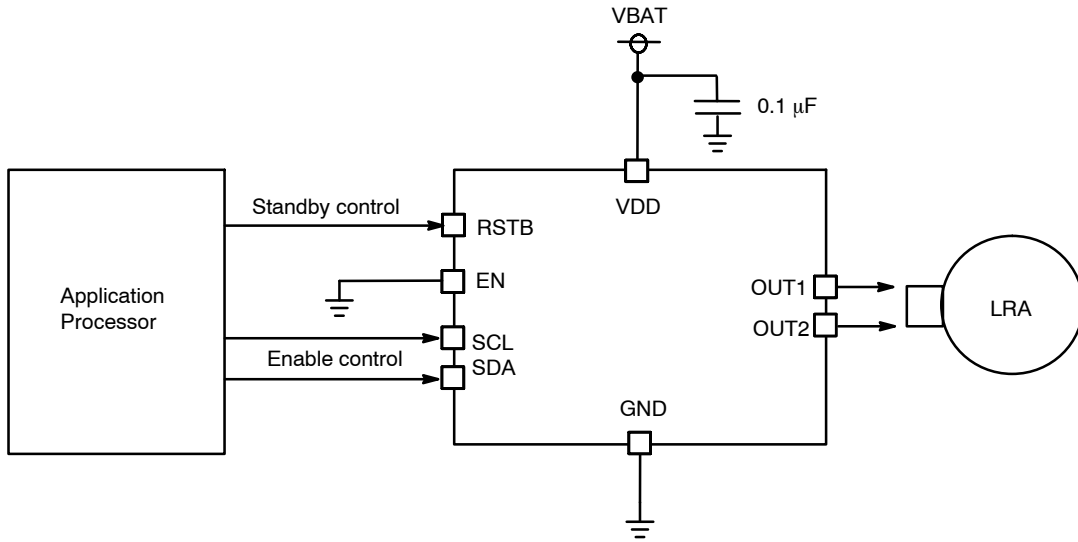 VBAT
0.1 μF
VDD
Standby control
RSTB
EN
Application
Processor
SCL
Enable control
SDA
OUT1
OUT2
LRA
GND